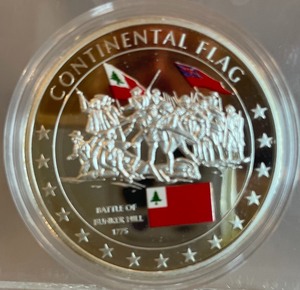 CONTINENTAL FLAG
BATTLE OF
BUNKER HILL
1775